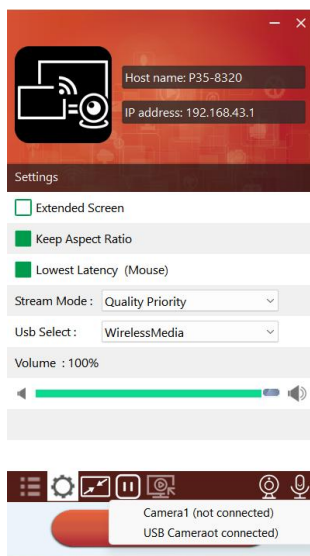 Host name: P35-8320
IP address: 192.168.43.1
Settings
Extended Screen
Keep Aspect Ratio
Lowest Latency (Mouse)
Stream Mode : Quality Priority
Usb Select : WirelessMedia
Volume : 100%
Camera1 (not connected)
USB Cameraot connected)